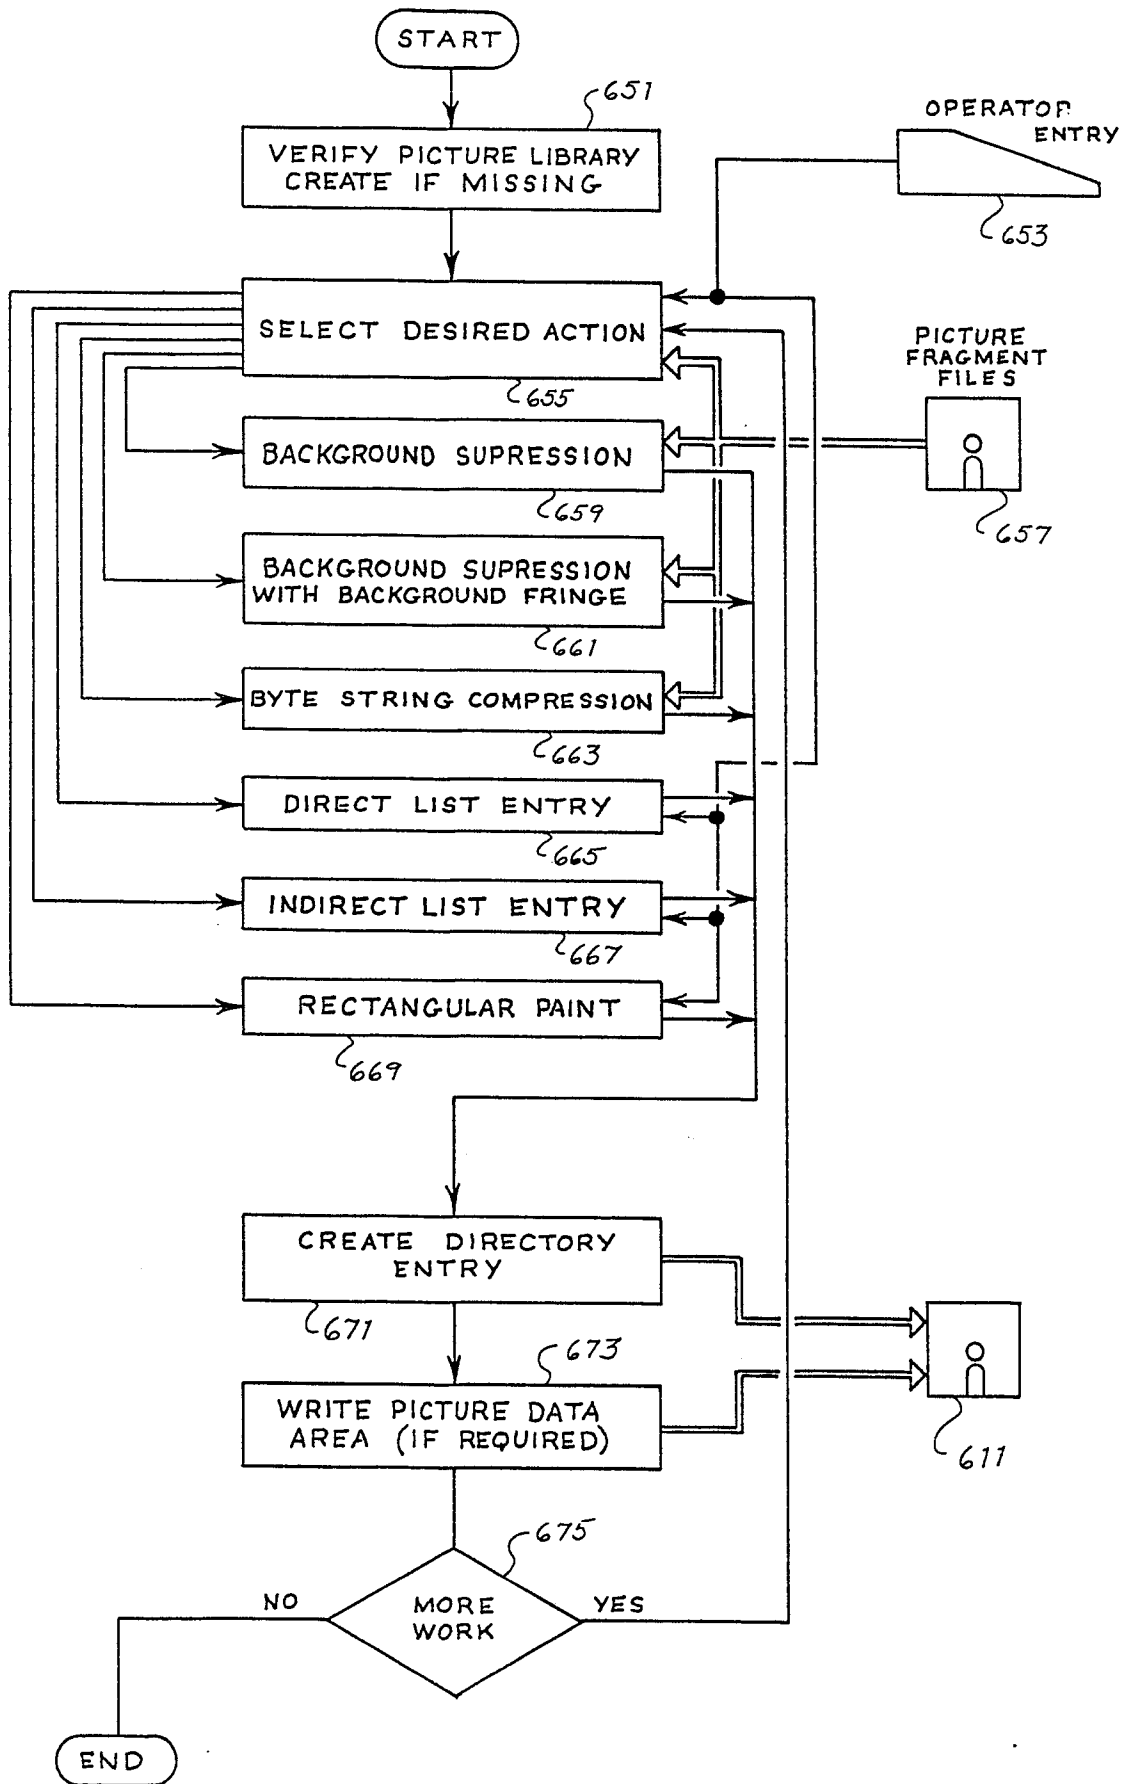 START
651
VERIFY PICTURE LIBRARY
CREATE IF MISSING
OPERATOR
ENTRY
653
SELECT DESIRED ACTION
655
PICTURE
FRAGMENT
FILES
657
BACKGROUND SUPRESSION
659
BACKGROUND SUPRESSION
WITH BACKGROUND FRINGE
661
BYTE STRING COMPRESSION
663
DIRECT LIST ENTRY
665
INDIRECT LIST ENTRY
667
RECTANGULAR PAINT
669
CREATE DIRECTORY
ENTRY
671
673
WRITE PICTURE DATA
AREA (IF REQUIRED)
611
675
NO
MORE
WORK
YES
END